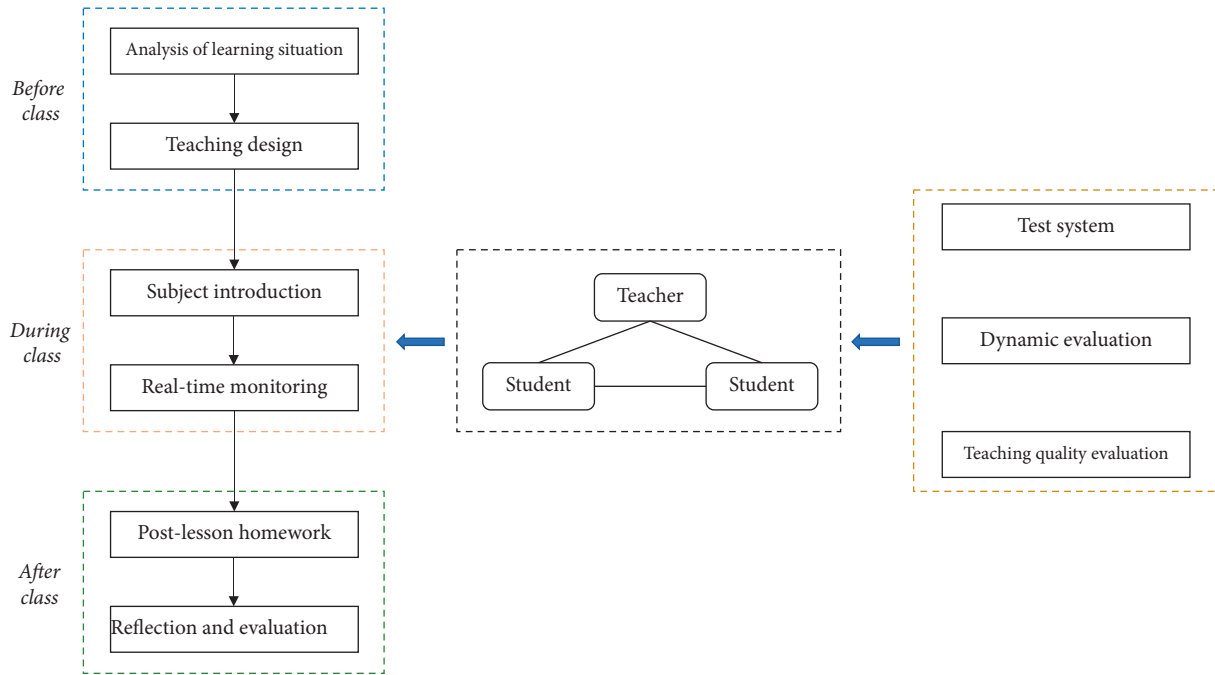 Before
class
Analysis of learning situation
Teaching design
During
class
Subject introduction
Real-time monitoring
After
class
Post-lesson homework
Reflection and evaluation
Teacher
Student
Student
Test system
Dynamic evaluation
Teaching quality evaluation